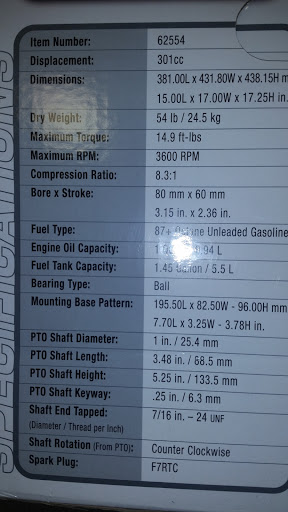 SPECIFICATIONS
Item Number: 62554
Displacement: 301cc
Dimensions: 381.00L x 431.80W x 438.15H m
15.00L x 17.00W x 17.25H in.
Dry Weight: 54 lb / 24.5 kg
Maximum Torque: 14.9 ft-lbs
Maximum RPM: 3600 RPM
Compression Ratio: 8.3:1
Bore x Stroke: 80 mm x 60 mm
3.15 in. x 2.36 in.
Fuel Type: 87+ Octane Unleaded Gasoline
Engine Oil Capacity: 0.94 L
Fuel Tank Capacity: 1.45 Gallon / 5.5 L
Bearing Type: Ball
Mounting Base Pattern: 195.50L x 82.50W - 96.00H mm
7.70L x 3.25W - 3.78H in.
PTO Shaft Diameter: 1 in. / 25.4 mm
PTO Shaft Length: 3.48 in. / 88.5 mm
PTO Shaft Height: 5.25 in. / 133.5 mm
PTO Shaft Keyway: .25 in. / 6.3 mm
Shaft End Tapped: 7/16 in. – 24 UNF
(Diameter / Thread per Inch)
Shaft Rotation (From PTO): Counter Clockwise
Spark Plug: F7RTC